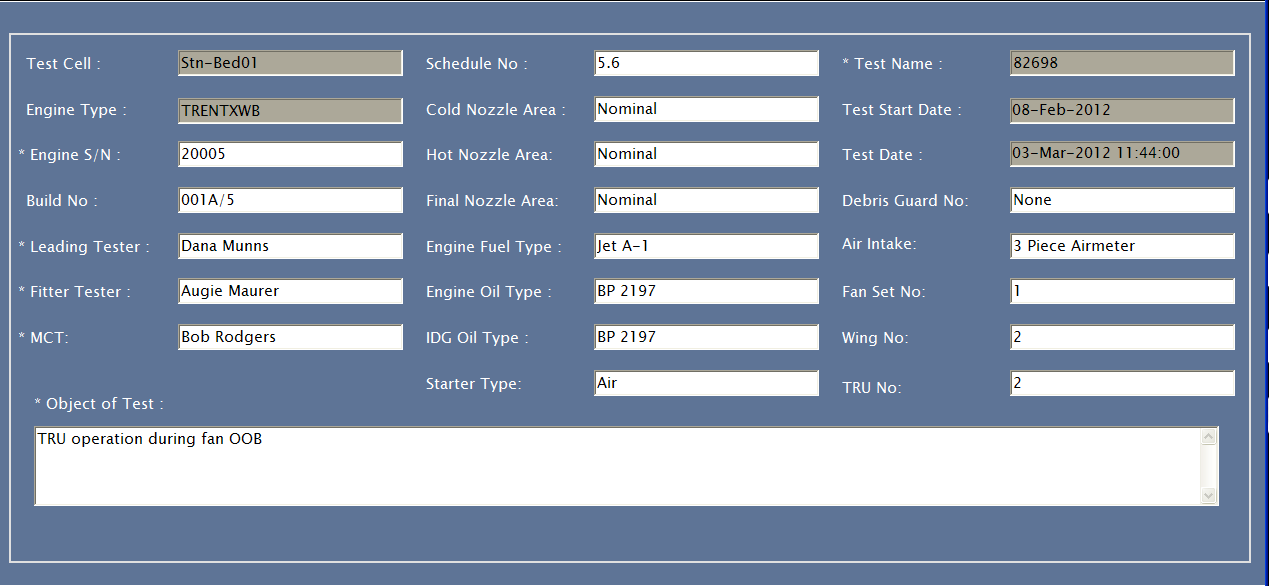 Test Cell : Stn-Bed01 Schedule No : 5.6 * Test Name : 82698
Engine Type : TRENTXWB Cold Nozzle Area : Nominal Test Start Date : 08-Feb-2012
* Engine S/N : 20005 Hot Nozzle Area: Nominal Test Date : 03-Mar-2012 11:44:00
Build No : 001A/5 Final Nozzle Area: Nominal Debris Guard No: None
* Leading Tester : Dana Munns Engine Fuel Type : Jet A-1 Air Intake: 3 Piece Airmeter
* Fitter Tester : Augie Maurer Engine Oil Type : BP 2197 Fan Set No: 1
* MCT: Bob Rodgers IDG Oil Type : BP 2197 Wing No: 2
Starter Type: Air TRU No: 2
* Object of Test :
TRU operation during fan OOB